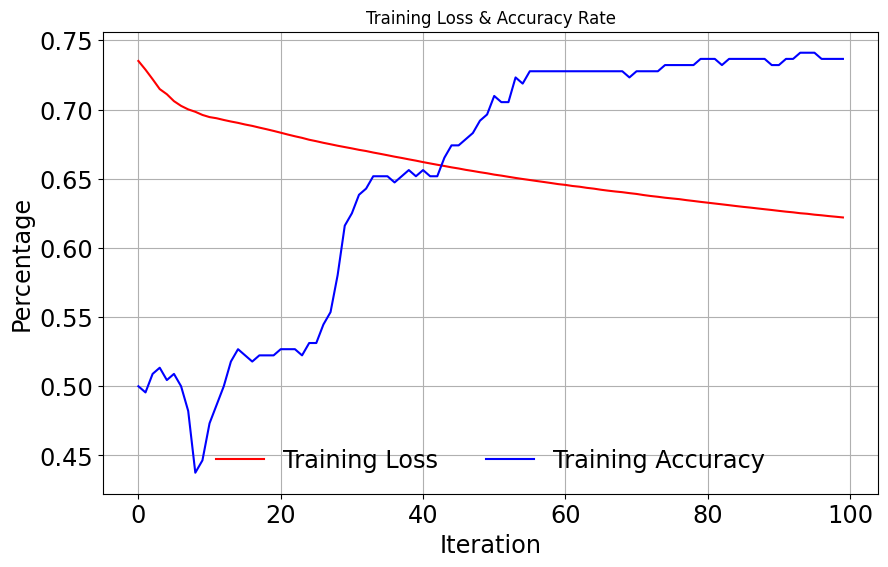 Training Loss & Accuracy Rate
0.75
0.70
0.65
0.60
0.55
0.50
0.45
Percentage
Training Loss
Training Accuracy
0 20 40 60 80 100
Iteration